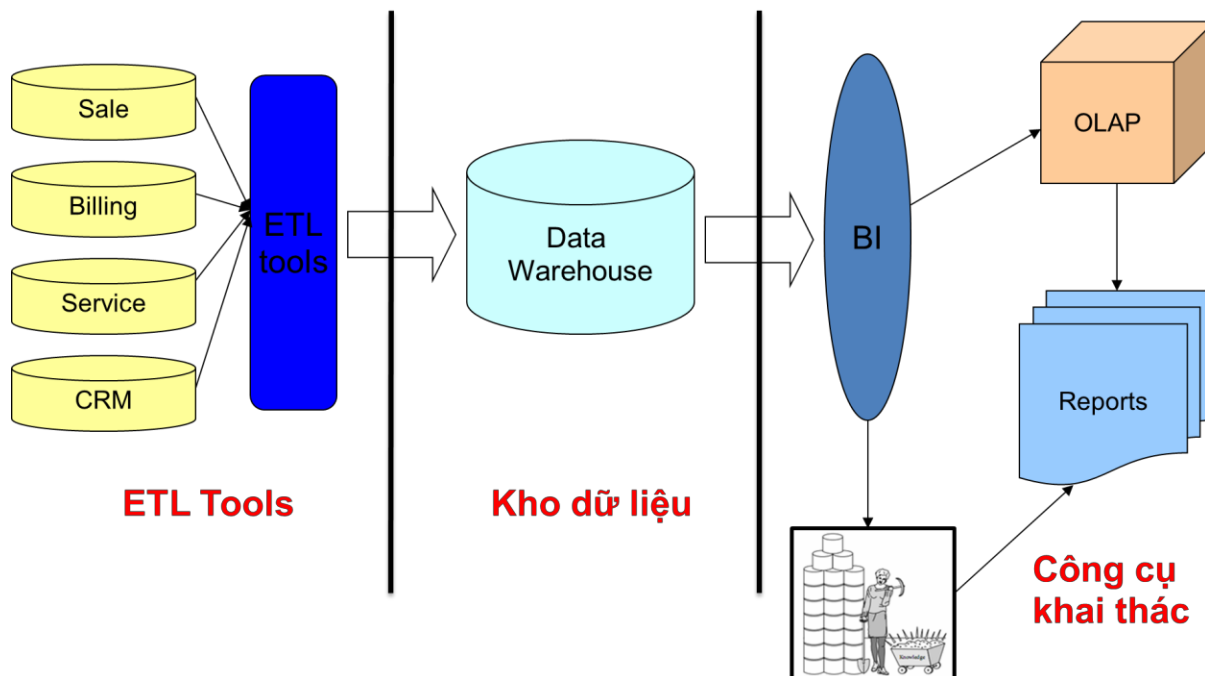 Sale
Billing
Service
CRM
ETL
tools
ETL Tools
Data
Warehouse
Kho dữ liệu
BI
OLAP
Reports
Knowledge
Công cụ
khai thác